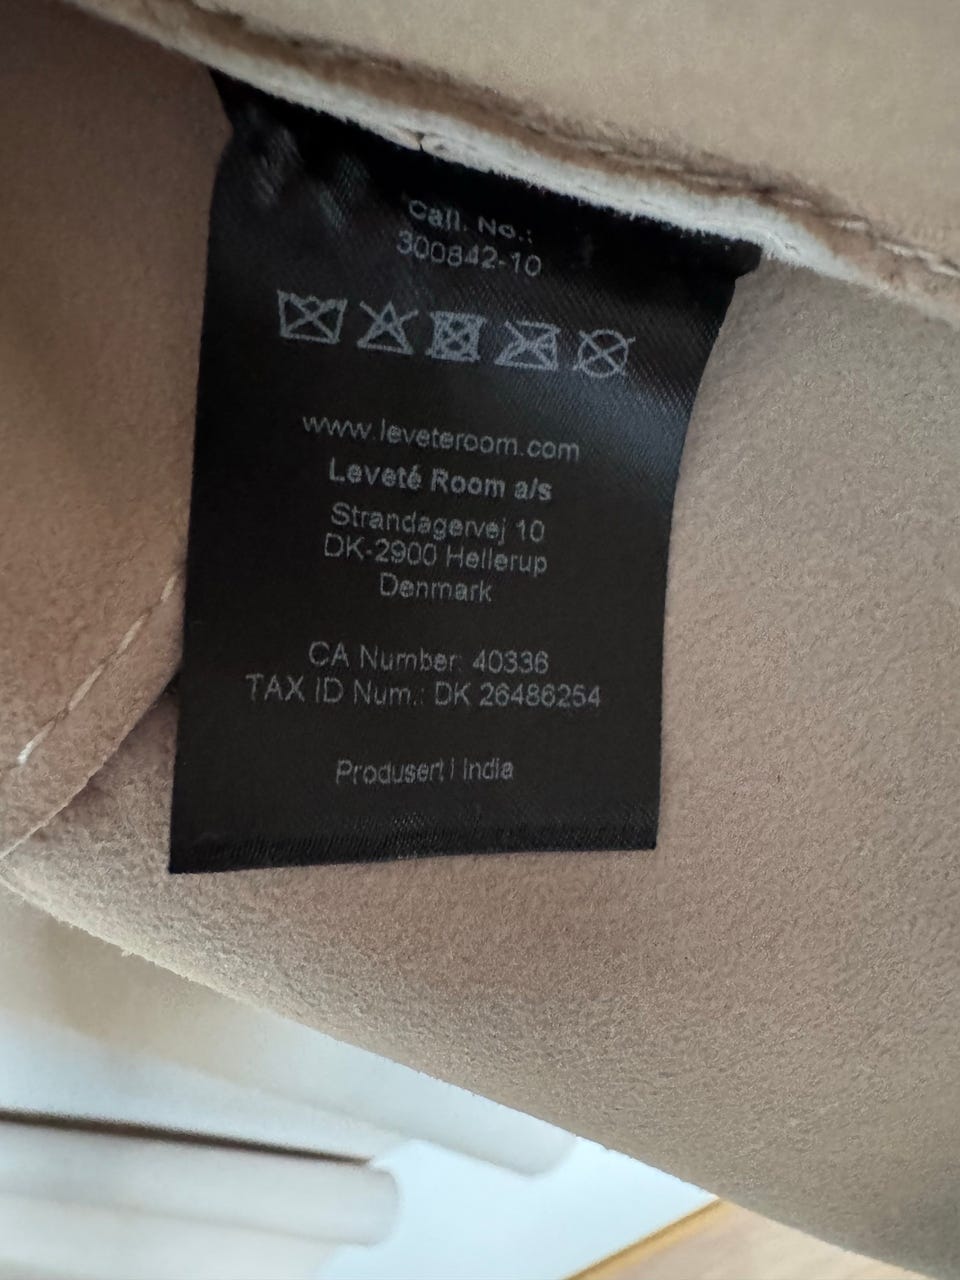 Call. No.:
300842-10
www.leveteroom.com
Leveté Room a/s
Strandagervej 10
DK-2900 Hellerup
Denmark
CA Number: 40336
TAX ID Num.: DK 26486254
Produsert i India